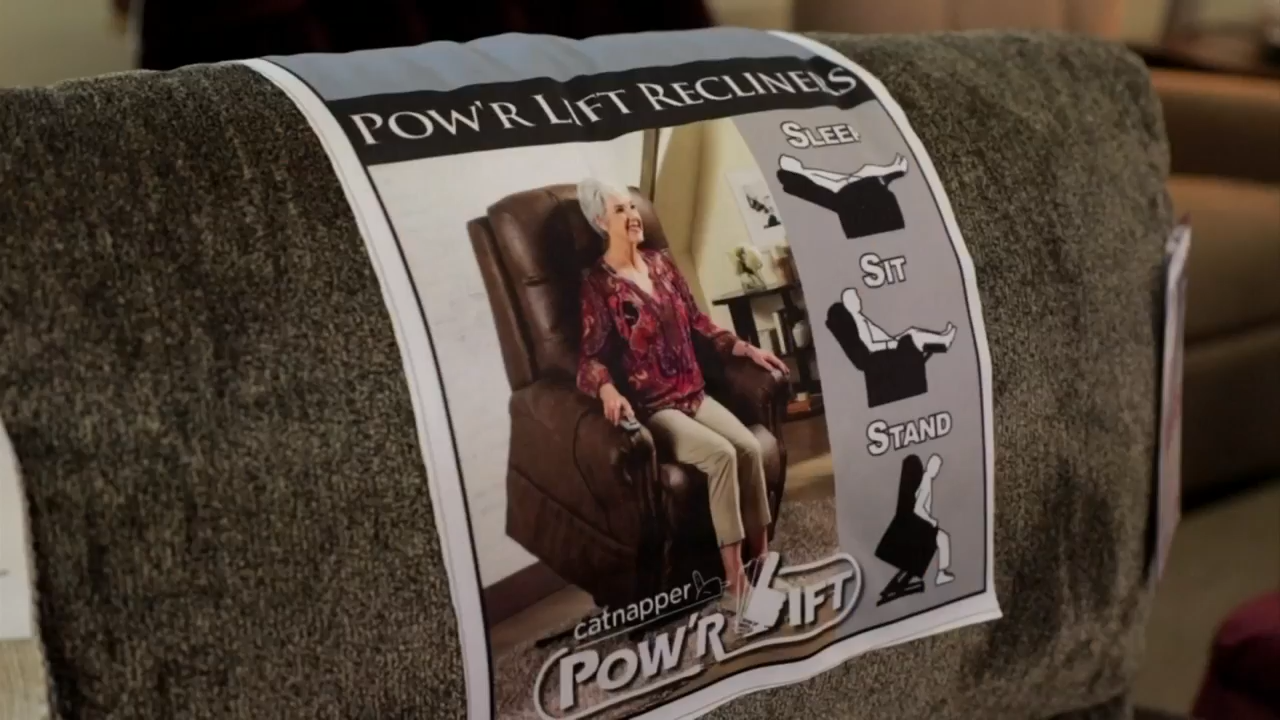 POW'R LIFT RECLINERS
SLEEP
SIT
STAND
catnapper
POW'R LIFT